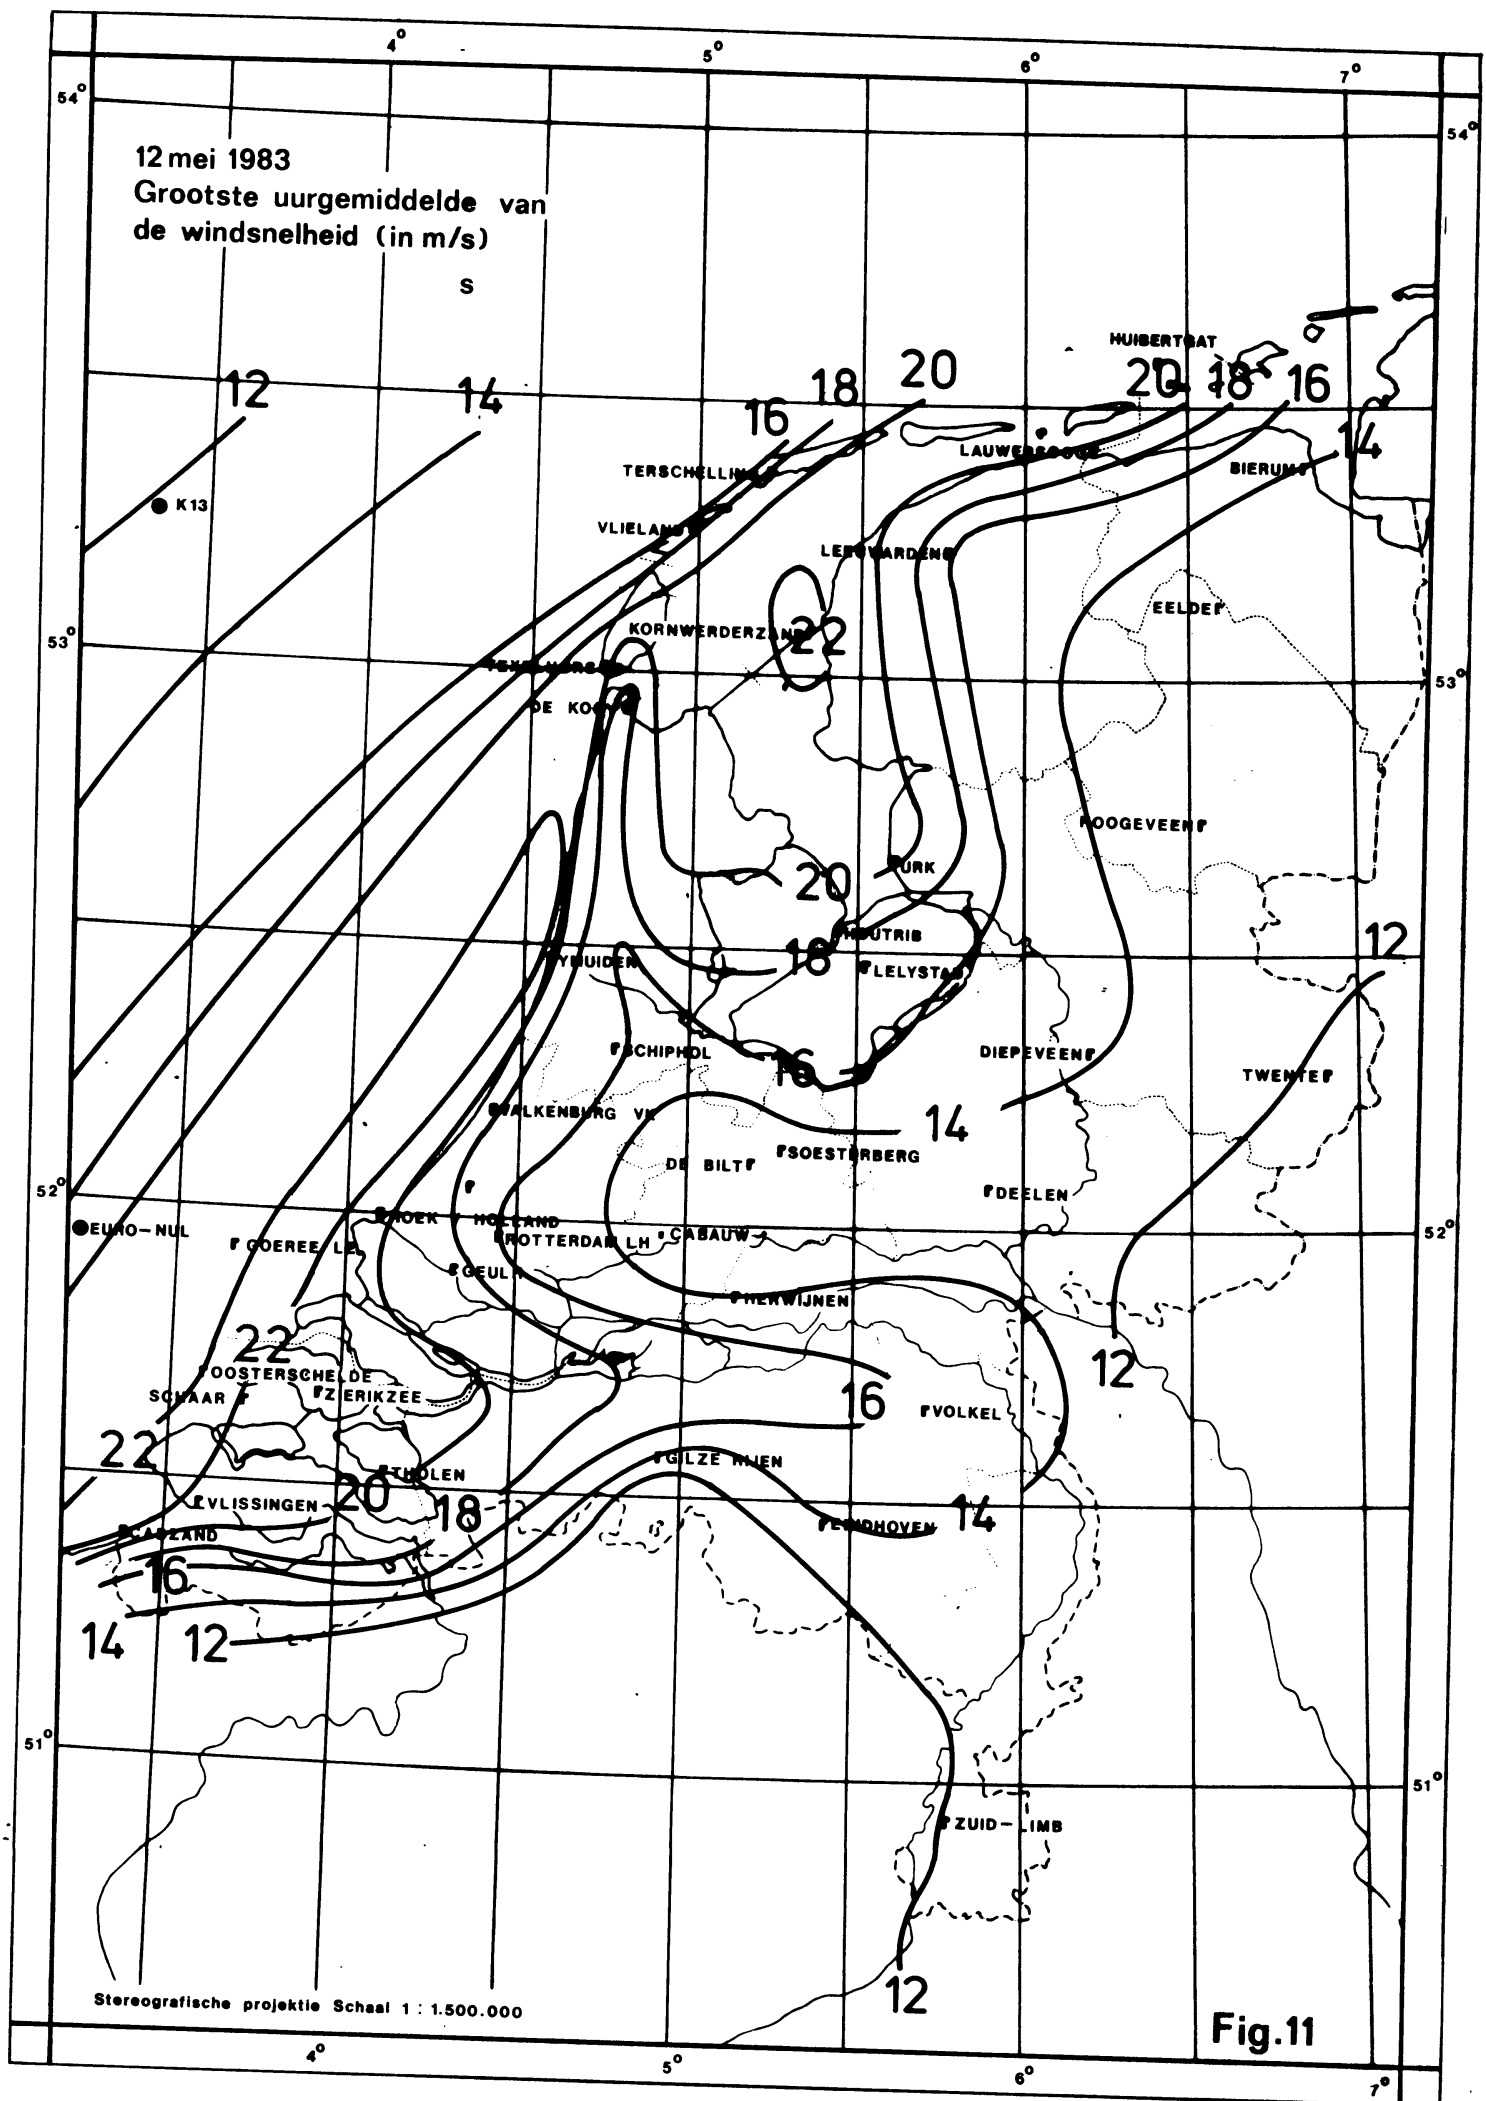 4° 5° 6° 7°
54° 54°
12 mei 1983
Grootste uurgemiddelde van
de windsnelheid (in m/s)
s
HUIBERTGAT
12 14 16 18 20 20 18 16
14
LAUWERSOOG
TERSCHELLING BIERUM
K13
VLIELAND
LEEUWARDEN
EELDE
53° KORNWERDERZAND 22
TEXELHORS 53°
DE KOOY
HOOGEVEEN
20 URK
HOUTRIB 12
YMUIDEN 18 LELYSTAD
SCHIPHOL DIEPEVEEN
16 TWENTE
VALKENBURG VK 14
DE BILT SOESTERBERG
52° DEELEN
HOEK V HOLLAND 52°
EURO-NUL GOEREE LE ROTTERDAM LH CABAUW
GEULH
HERWIJNEN
22
OOSTERSCHELDE 12
SCHAAR ZIERIKZEE 16 VOLKEL
22
THOLEN GILZE RIJEN
VLISSINGEN 20 18 14
CADZAND EINDHOVEN
16
14 12
51° 51°
ZUID-LIMB
12
Stereografische projektie Schaal 1 : 1.500.000
Fig.11
4° 5° 6° 7°